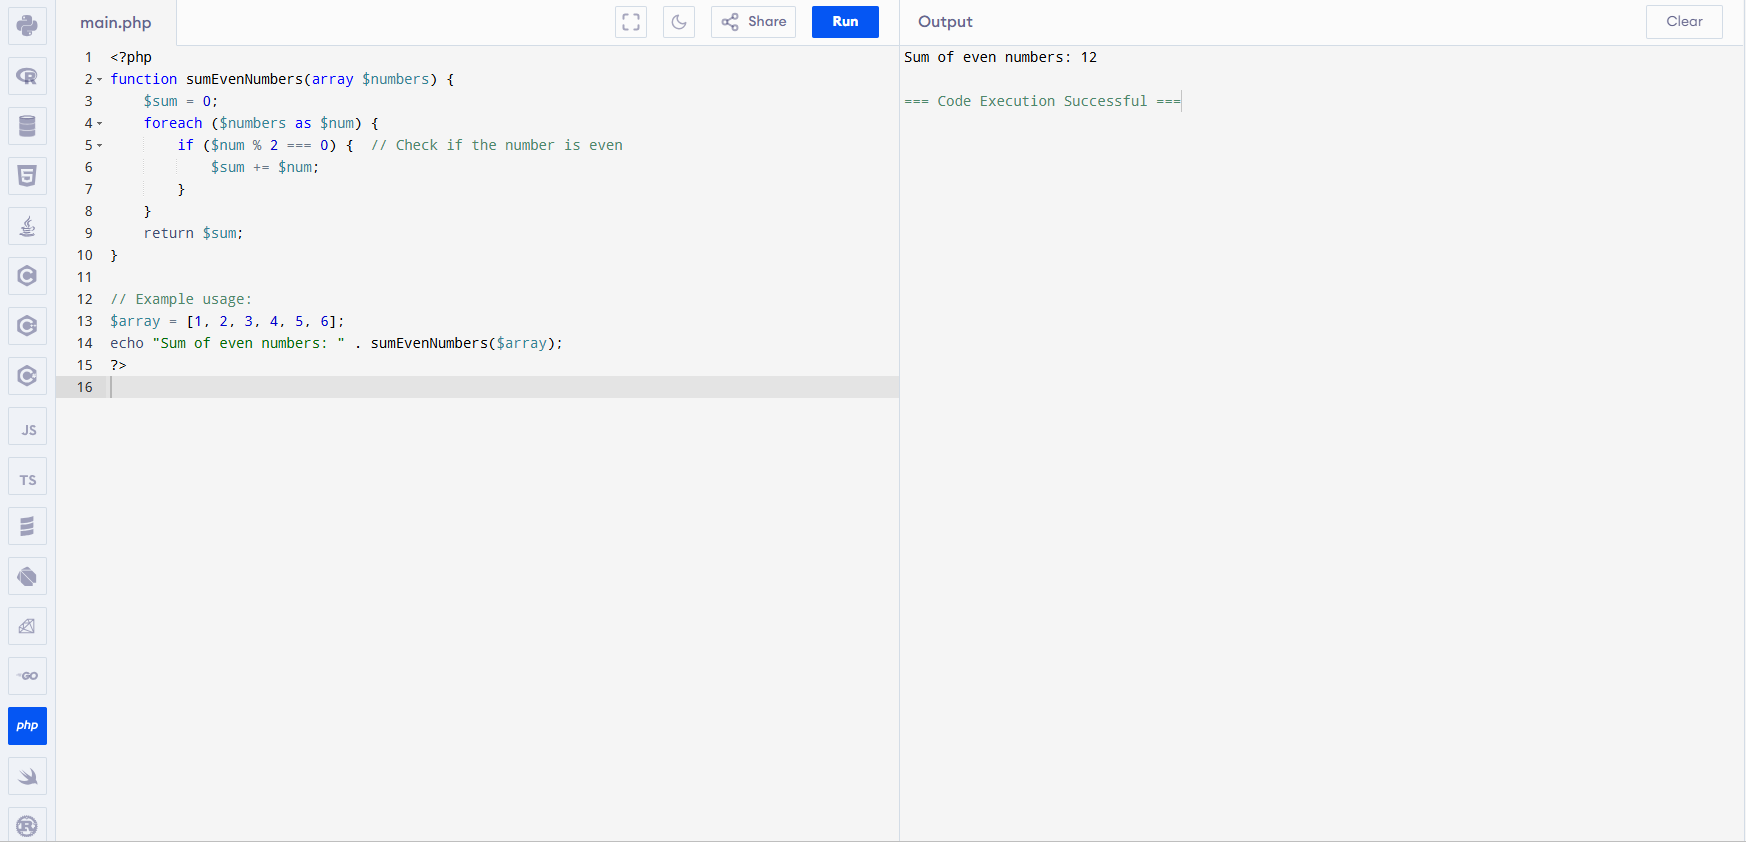 main.php
Share
Run
Output
Clear
1 <?php
2 function sumEvenNumbers(array $numbers) {
3     $sum = 0;
4     foreach ($numbers as $num) {
5         if ($num % 2 === 0) {  // Check if the number is even
6             $sum += $num;
7         }
8     }
9     return $sum;
10 }
11
12 // Example usage:
13 $array = [1, 2, 3, 4, 5, 6];
14 echo "Sum of even numbers: " . sumEvenNumbers($array);
15 ?>
16
Sum of even numbers: 12
=== Code Execution Successful ===
R
5
C
C
C
JS
TS
GO
php
R